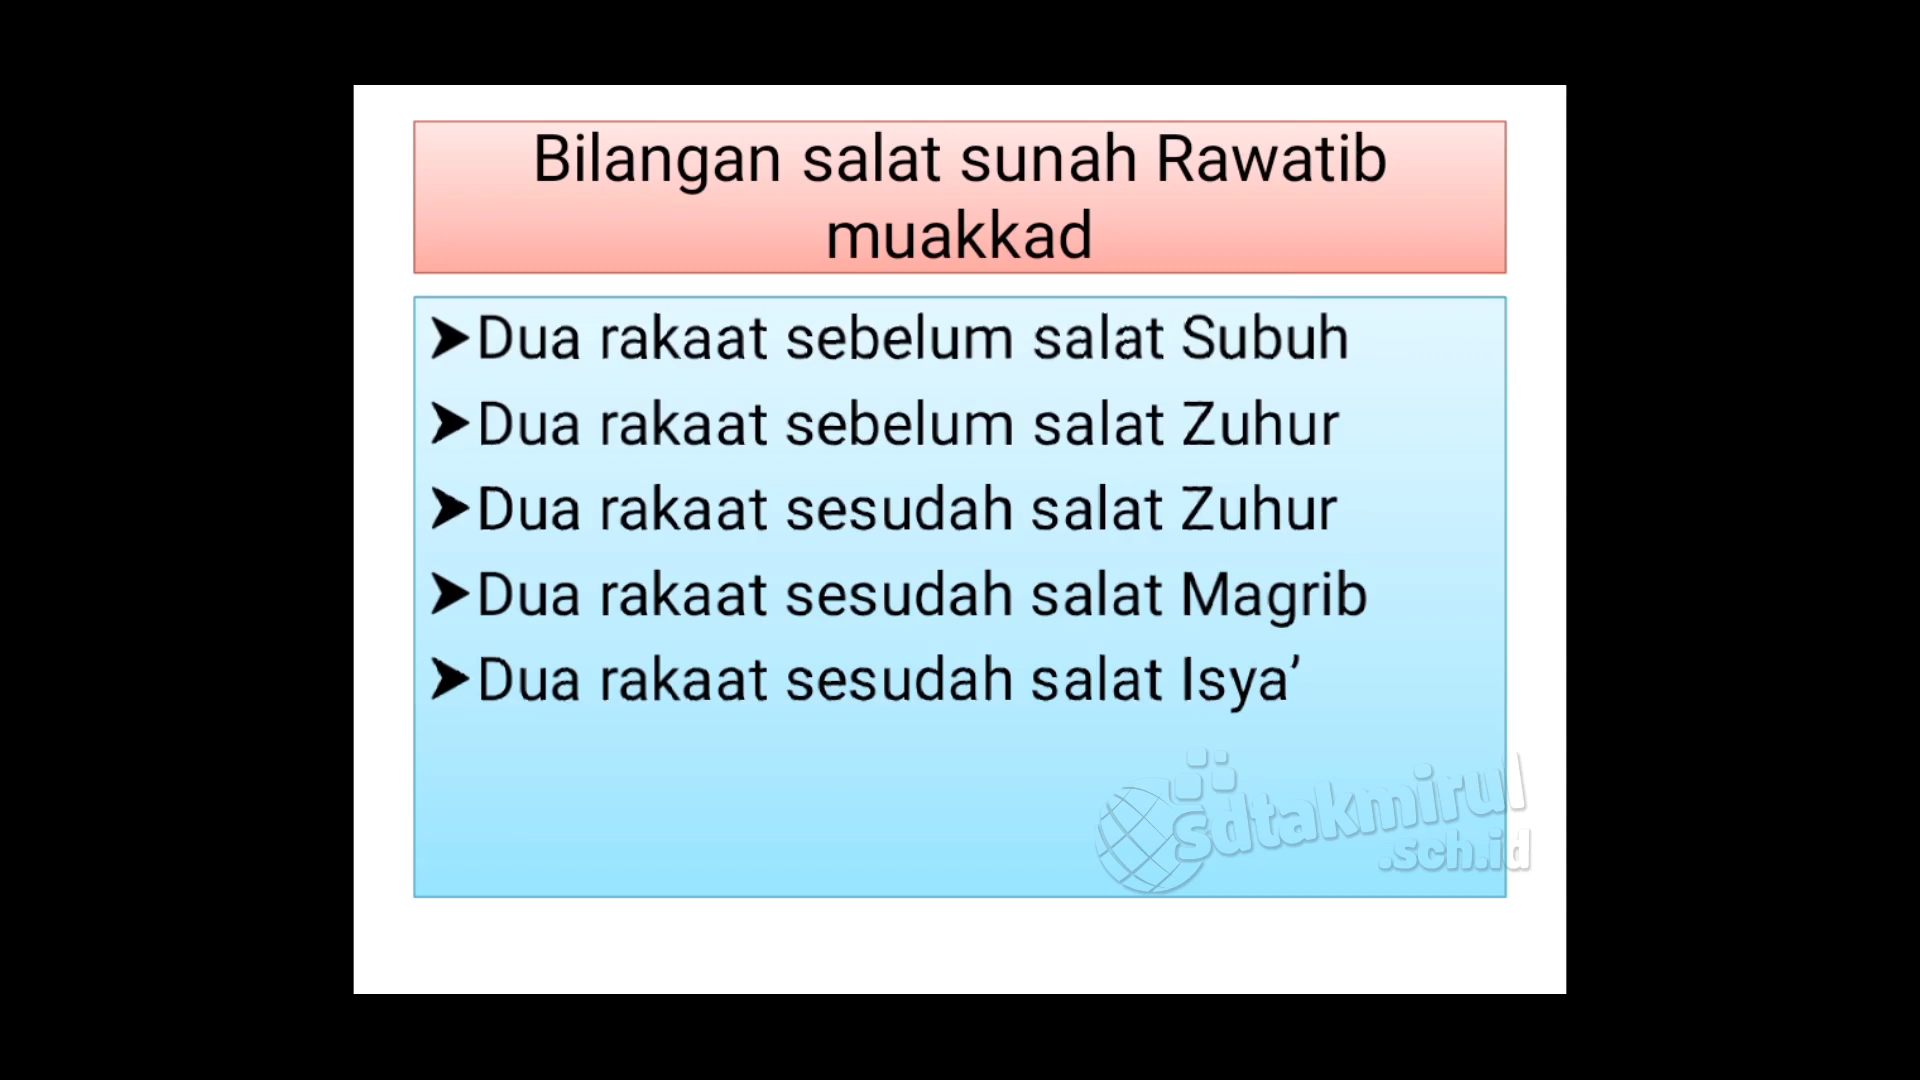 Bilangan salat sunah Rawatib
muakkad
➤Dua rakaat sebelum salat Subuh
➤Dua rakaat sebelum salat Zuhur
➤Dua rakaat sesudah salat Zuhur
➤Dua rakaat sesudah salat Magrib
➤Dua rakaat sesudah salat Isya’
sdtakmirul
.sch.id